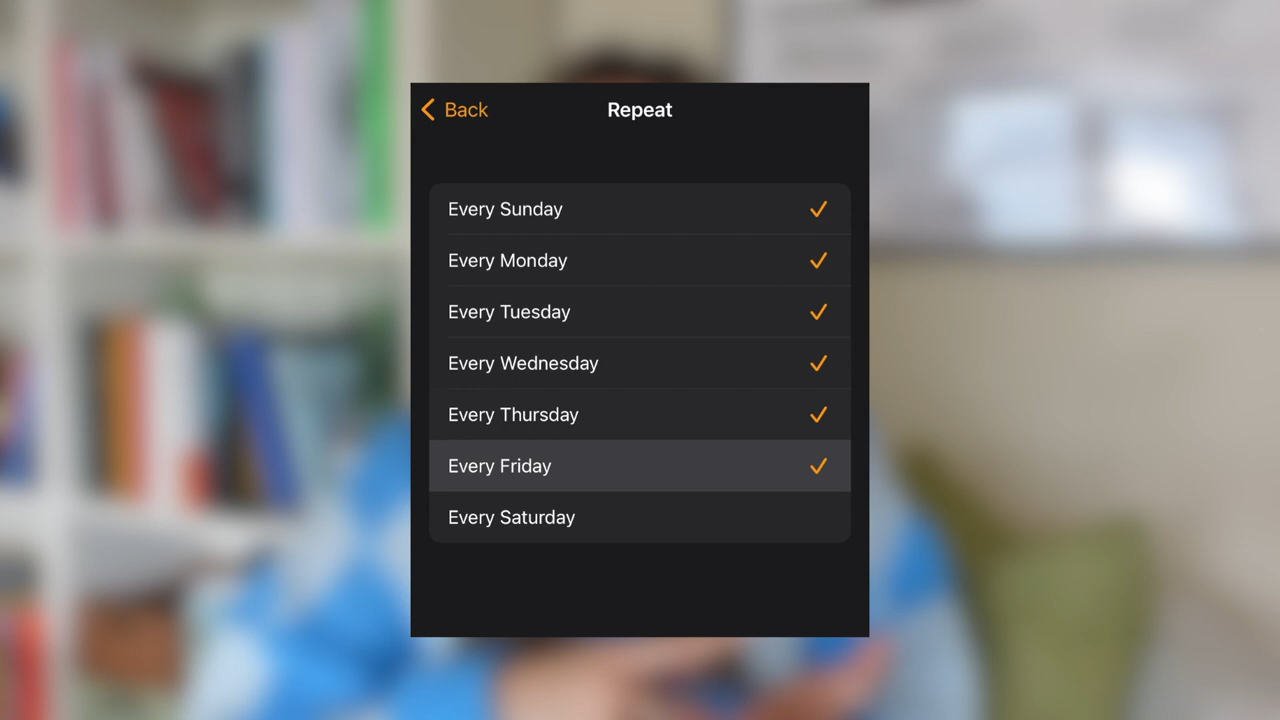 Back
Repeat
Every Sunday
Every Monday
Every Tuesday
Every Wednesday
Every Thursday
Every Friday
Every Saturday